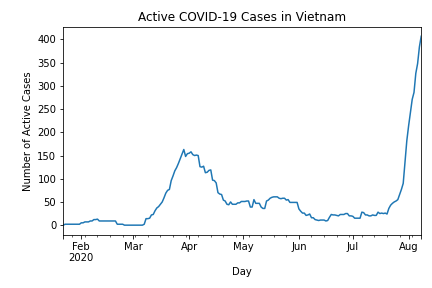 Active COVID-19 Cases in Vietnam
Number of Active Cases
400
350
300
250
200
150
100
50
0
Feb Mar Apr May Jun Jul Aug
2020
Day